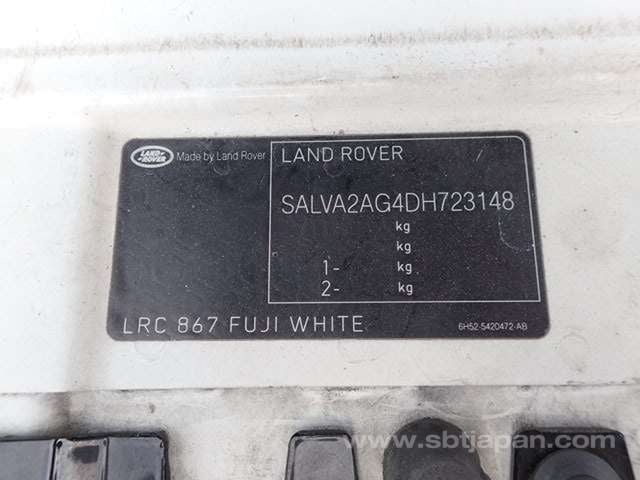 LAND ROVER
Made by Land Rover
LAND ROVER
SALVA2AG4DH723148
kg
kg
1- kg
2- kg
LRC 867 FUJI WHITE
6H52-5420472-AB
www.sbtjapan.com